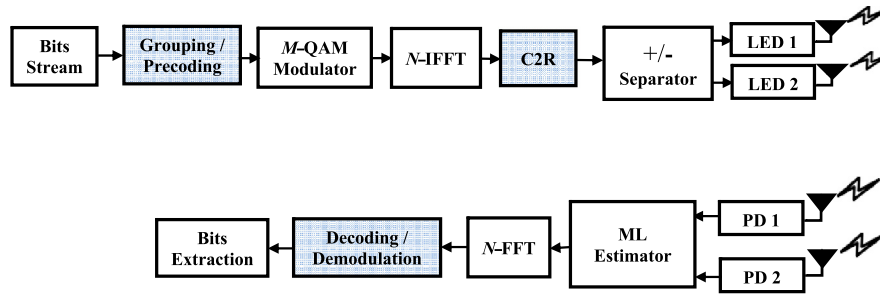 Bits
Stream
Grouping /
Precoding
M-QAM
Modulator
N-IFFT
C2R
+/-
Separator
LED 1
LED 2
Bits
Extraction
Decoding /
Demodulation
N-FFT
ML
Estimator
PD 1
PD 2